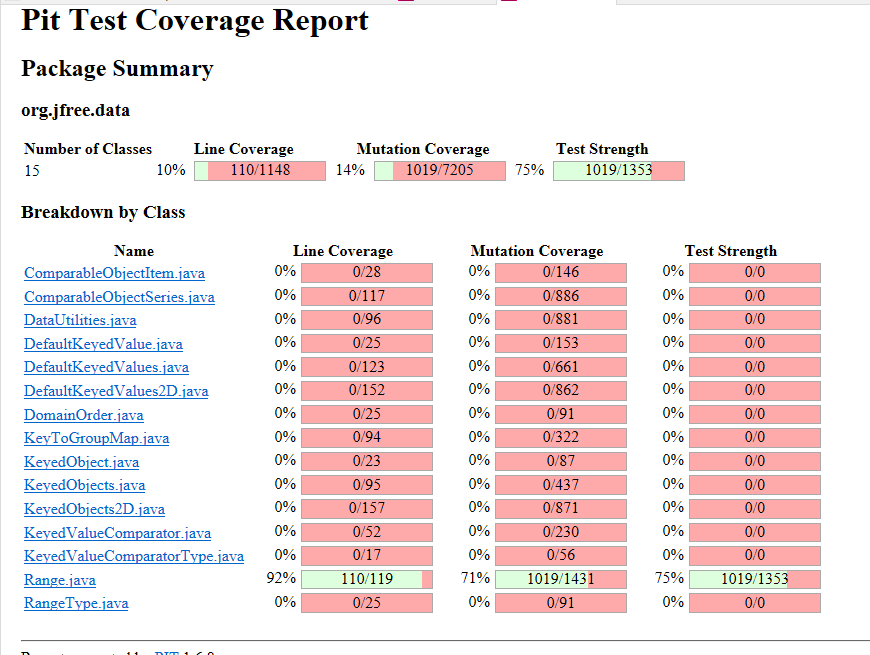 Pit Test Coverage Report
Package Summary
org.jfree.data
Number of Classes Line Coverage Mutation Coverage Test Strength
15 10% 110/1148 14% 1019/7205 75% 1019/1353
Breakdown by Class
Name Line Coverage Mutation Coverage Test Strength
ComparableObjectItem.java 0% 0/28 0% 0/146 0% 0/0
ComparableObjectSeries.java 0% 0/117 0% 0/886 0% 0/0
DataUtilities.java 0% 0/96 0% 0/881 0% 0/0
DefaultKeyedValue.java 0% 0/25 0% 0/153 0% 0/0
DefaultKeyedValues.java 0% 0/123 0% 0/661 0% 0/0
DefaultKeyedValues2D.java 0% 0/152 0% 0/862 0% 0/0
DomainOrder.java 0% 0/25 0% 0/91 0% 0/0
KeyToGroupMap.java 0% 0/94 0% 0/322 0% 0/0
KeyedObject.java 0% 0/23 0% 0/87 0% 0/0
KeyedObjects.java 0% 0/95 0% 0/437 0% 0/0
KeyedObjects2D.java 0% 0/157 0% 0/871 0% 0/0
KeyedValueComparator.java 0% 0/52 0% 0/230 0% 0/0
KeyedValueComparatorType.java 0% 0/17 0% 0/56 0% 0/0
Range.java 92% 110/119 71% 1019/1431 75% 1019/1353
RangeType.java 0% 0/25 0% 0/91 0% 0/0